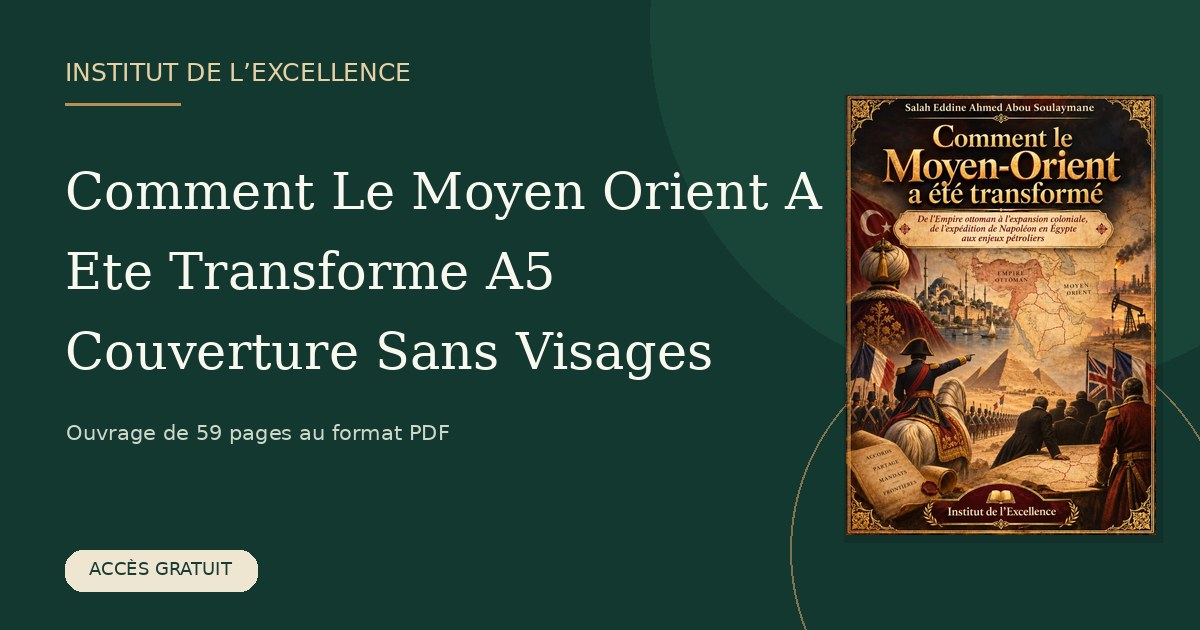 INSTITUT DE L’EXCELLENCE
Comment Le Moyen Orient A
Ete Transforme A5
Couverture Sans Visages
Ouvrage de 59 pages au format PDF
ACCÈS GRATUIT
Salah Eddine Ahmed Abou Soulaymane
Comment le
Moyen-Orient
a été transformé
De l'Empire ottoman à l'expansion coloniale,
de l'expédition de Napoléon en Égypte
aux enjeux pétroliers
EMPIRE
OTTOMAN
MOYEN-
ORIENT
ACCORDS
PARTAGE
MANDATS
FRONTIÈRES
Institut de l'Excellence